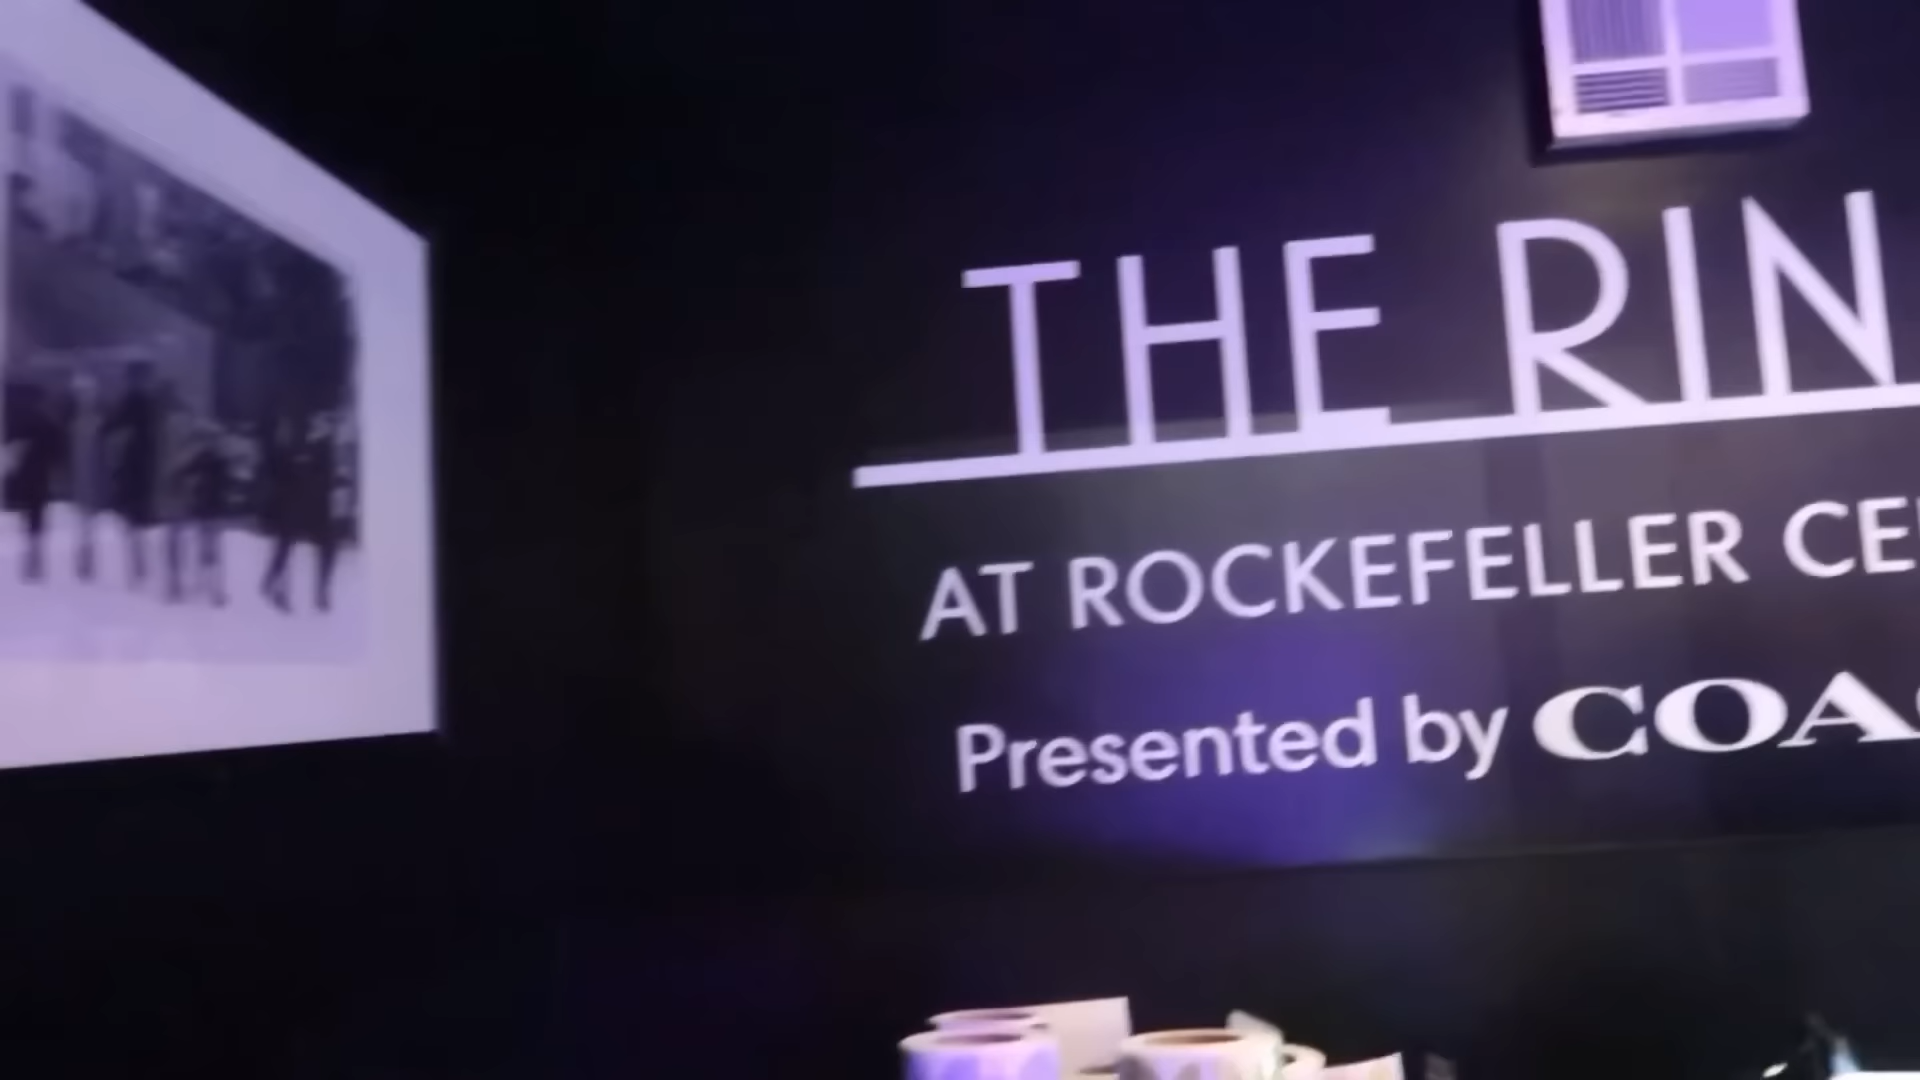 THE RIN
AT ROCKEFELLER CE
Presented by COA